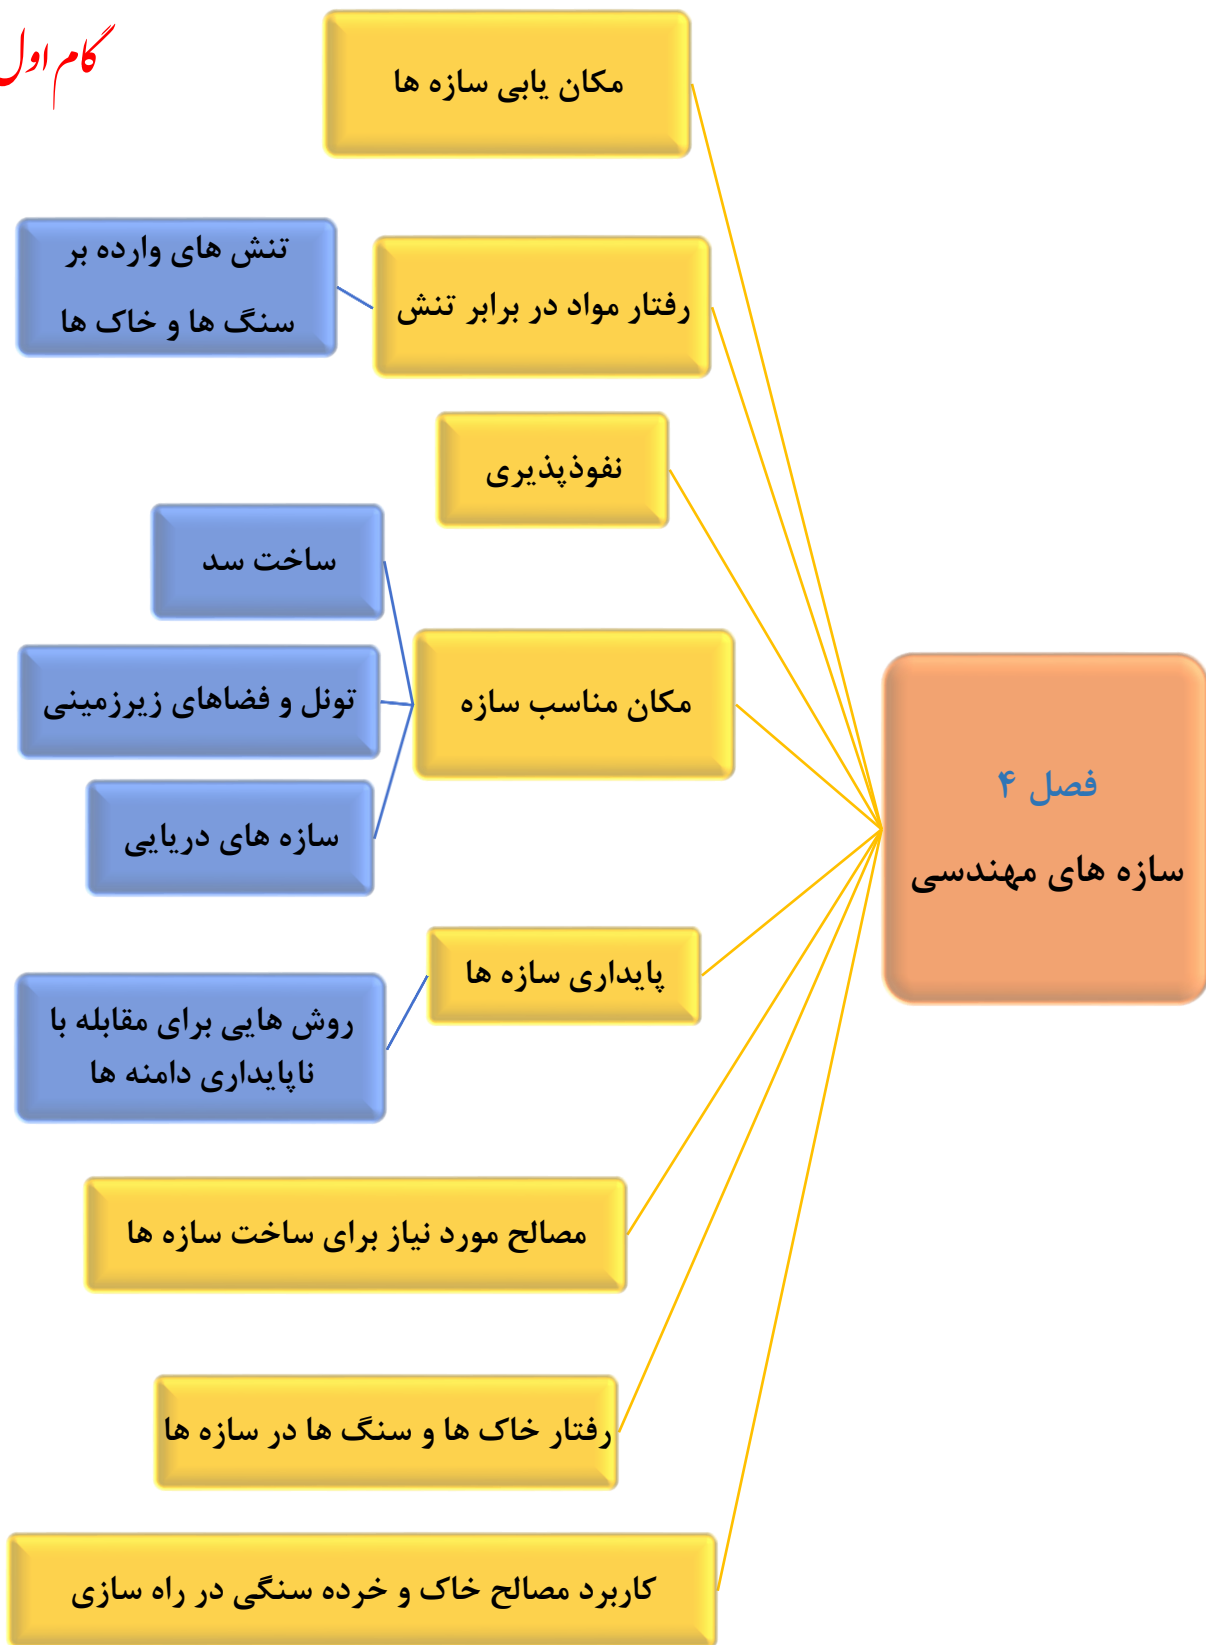 گام اول
مکان یابی سازه ها
رفتار مواد در برابر تنش
تنش های وارده بر
سنگ ها و خاک ها
نفوذپذیری
مکان مناسب سازه
ساخت سد
تونل و فضاهای زیرزمینی
سازه های دریایی
فصل ۴
سازه های مهندسی
پایداری سازه ها
روش هایی برای مقابله با
ناپایداری دامنه ها
مصالح مورد نیاز برای ساخت سازه ها
رفتار خاک ها و سنگ ها در سازه ها
کاربرد مصالح خاک و خرده سنگی در راه سازی